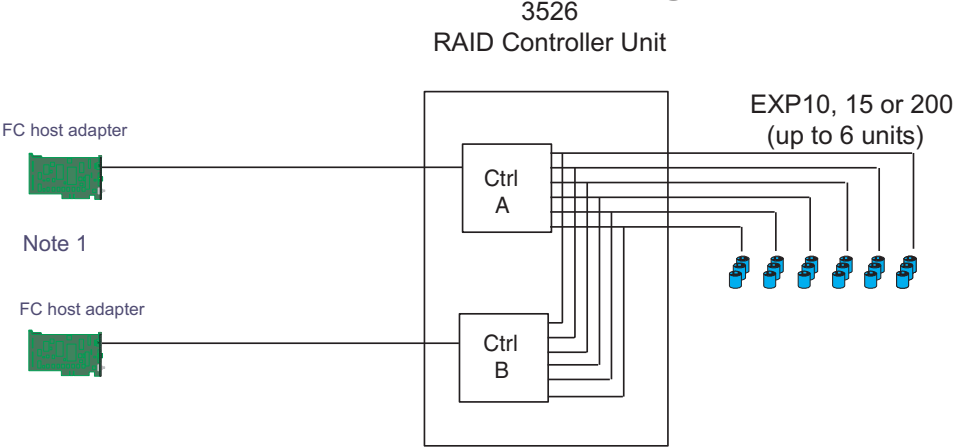 3526
RAID Controller Unit
EXP10, 15 or 200
(up to 6 units)
FC host adapter
Ctrl
A
Note 1
FC host adapter
Ctrl
B